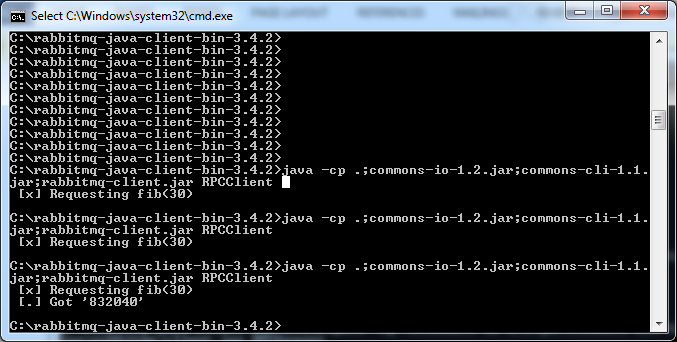 Select C:\Windows\system32\cmd.exe
C:\rabbitmq-java-client-bin-3.4.2>
C:\rabbitmq-java-client-bin-3.4.2>
C:\rabbitmq-java-client-bin-3.4.2>
C:\rabbitmq-java-client-bin-3.4.2>
C:\rabbitmq-java-client-bin-3.4.2>
C:\rabbitmq-java-client-bin-3.4.2>
C:\rabbitmq-java-client-bin-3.4.2>
C:\rabbitmq-java-client-bin-3.4.2>
C:\rabbitmq-java-client-bin-3.4.2>
C:\rabbitmq-java-client-bin-3.4.2>
C:\rabbitmq-java-client-bin-3.4.2>
C:\rabbitmq-java-client-bin-3.4.2>java -cp .;commons-io-1.2.jar;commons-cli-1.1.
jar;rabbitmq-client.jar RPCClient
[x] Requesting fib(30)
C:\rabbitmq-java-client-bin-3.4.2>java -cp .;commons-io-1.2.jar;commons-cli-1.1.
jar;rabbitmq-client.jar RPCClient
[x] Requesting fib(30)
C:\rabbitmq-java-client-bin-3.4.2>java -cp .;commons-io-1.2.jar;commons-cli-1.1.
jar;rabbitmq-client.jar RPCClient
[x] Requesting fib(30)
[.] Got '832040'
C:\rabbitmq-java-client-bin-3.4.2>